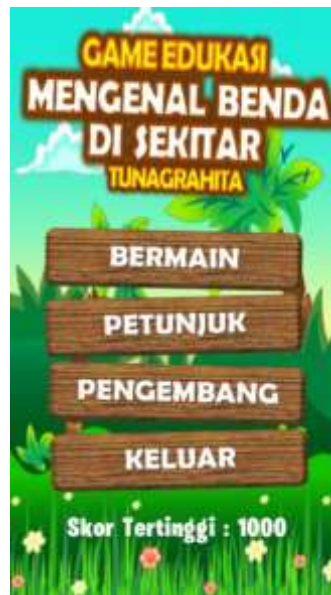 GAME EDUKASI
MENGENAL BENDA
DI SEKITAR
TUNAGRAHITA
BERMAIN
PETUNJUK
PENGEMBANG
KELUAR
Skor Tertinggi : 1000